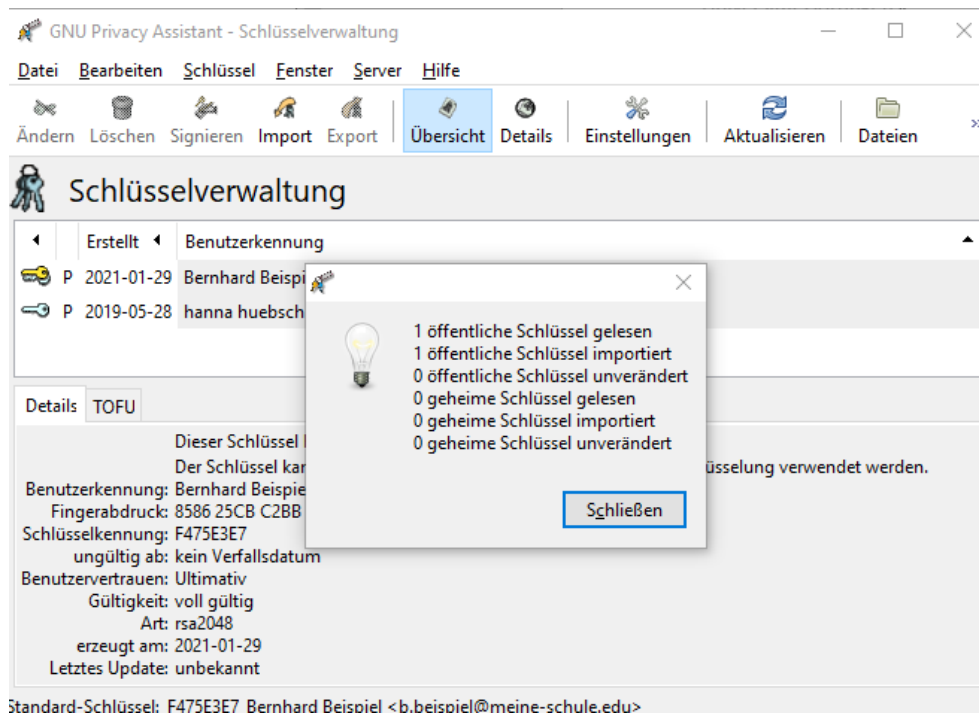 GNU Privacy Assistant - Schlüsselverwaltung
Datei Bearbeiten Schlüssel Fenster Server Hilfe
Ändern Löschen Signieren Import Export Übersicht Details Einstellungen Aktualisieren Dateien
Schlüsselverwaltung
Erstellt Benutzerkennung
P 2021-01-29 Bernhard Beispi
P 2019-05-28 hanna huebsch
1 öffentliche Schlüssel gelesen
1 öffentliche Schlüssel importiert
0 öffentliche Schlüssel unverändert
0 geheime Schlüssel gelesen
0 geheime Schlüssel importiert
0 geheime Schlüssel unverändert
Schließen
Details TOFU
Dieser Schlüssel
Der Schlüssel kar üsselung verwendet werden.
Benutzerkennung: Bernhard Beispie
Fingerabdruck: 8586 25CB C2BB
Schlüsselkennung: F475E3E7
ungültig ab: kein Verfallsdatum
Benutzervertrauen: Ultimativ
Gültigkeit: voll gültig
Art: rsa2048
erzeugt am: 2021-01-29
Letztes Update: unbekannt
Standard-Schlüssel: F475E3E7 Bernhard Beispiel <b.beispiel@meine-schule.edu>